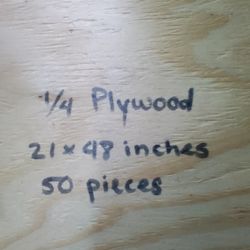 1/4 Plywood
21 x 48 inches
50 pieces